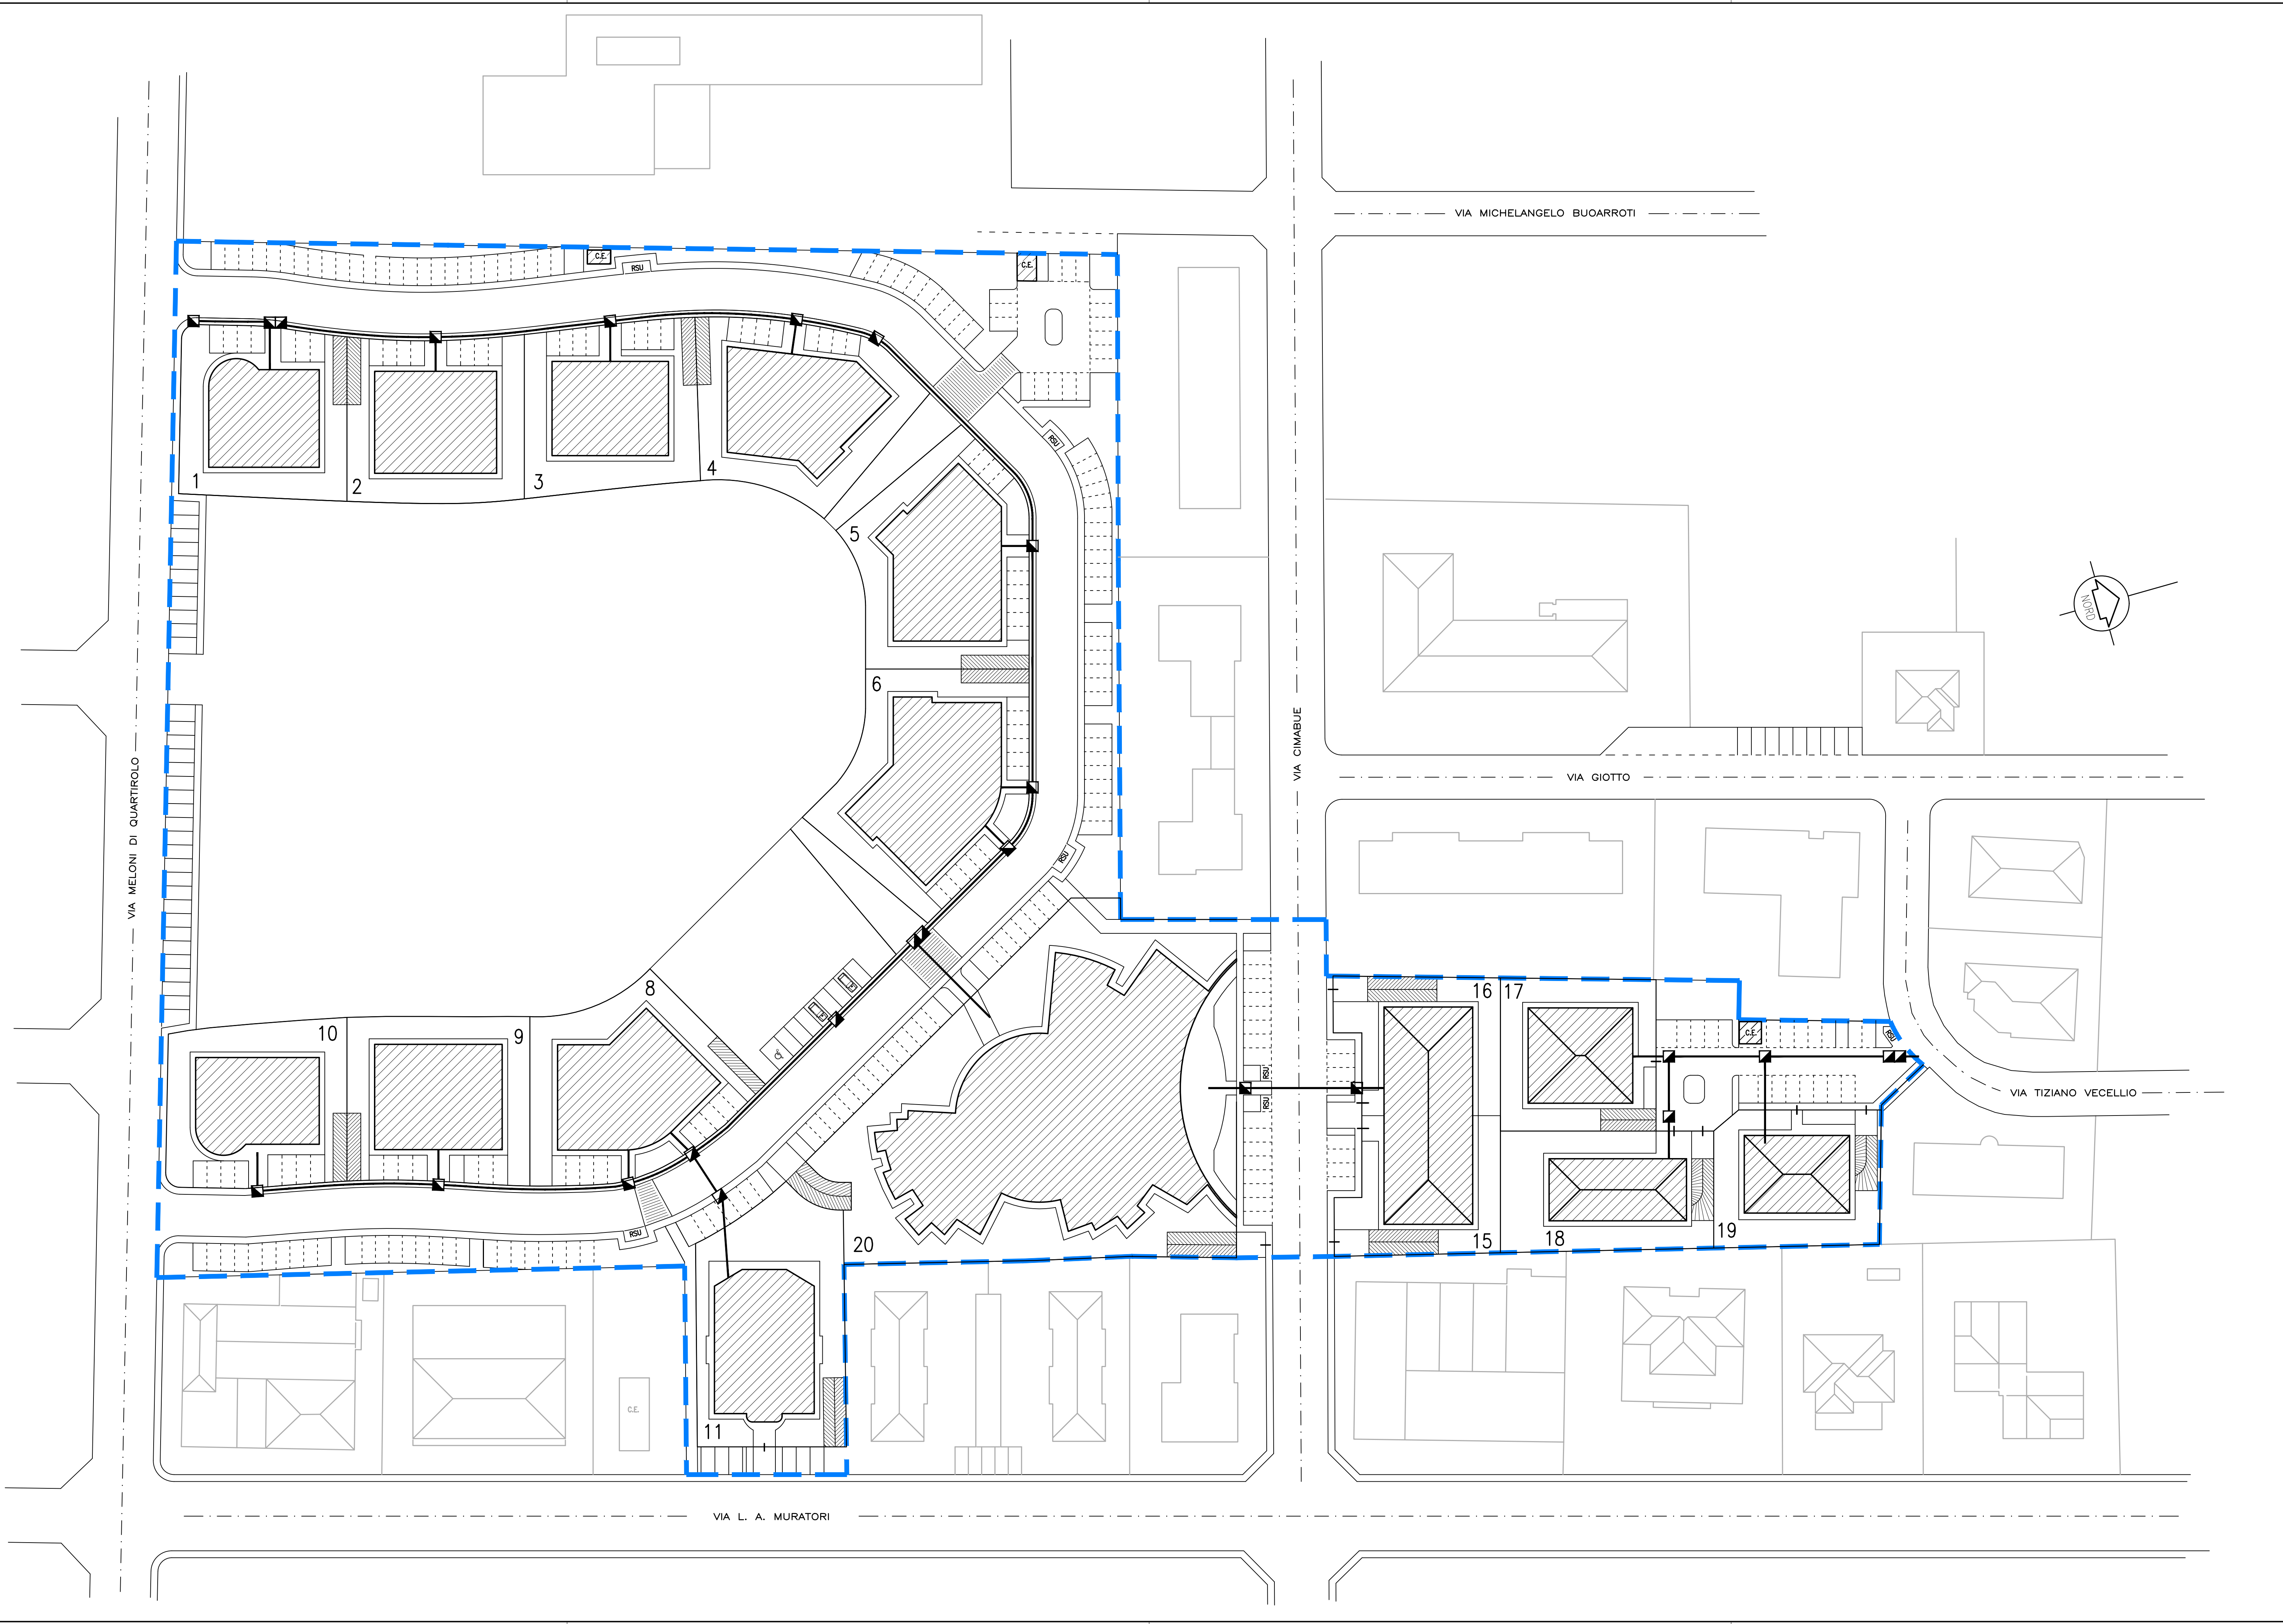 VIA MICHELANGELO BUOARROTI
C.E.
RSU
C.E.
RSU
1
2
3
4
5
6
NORD
VIA CIMABUE
VIA GIOTTO
VIA MELONI DI QUARTIROLO
RSU
8
9
10
16
17
C.E.
RSU
RSU
RSU
VIA TIZIANO VECELLIO
RSU
20
15
18
19
C.E.
11
VIA L. A. MURATORI